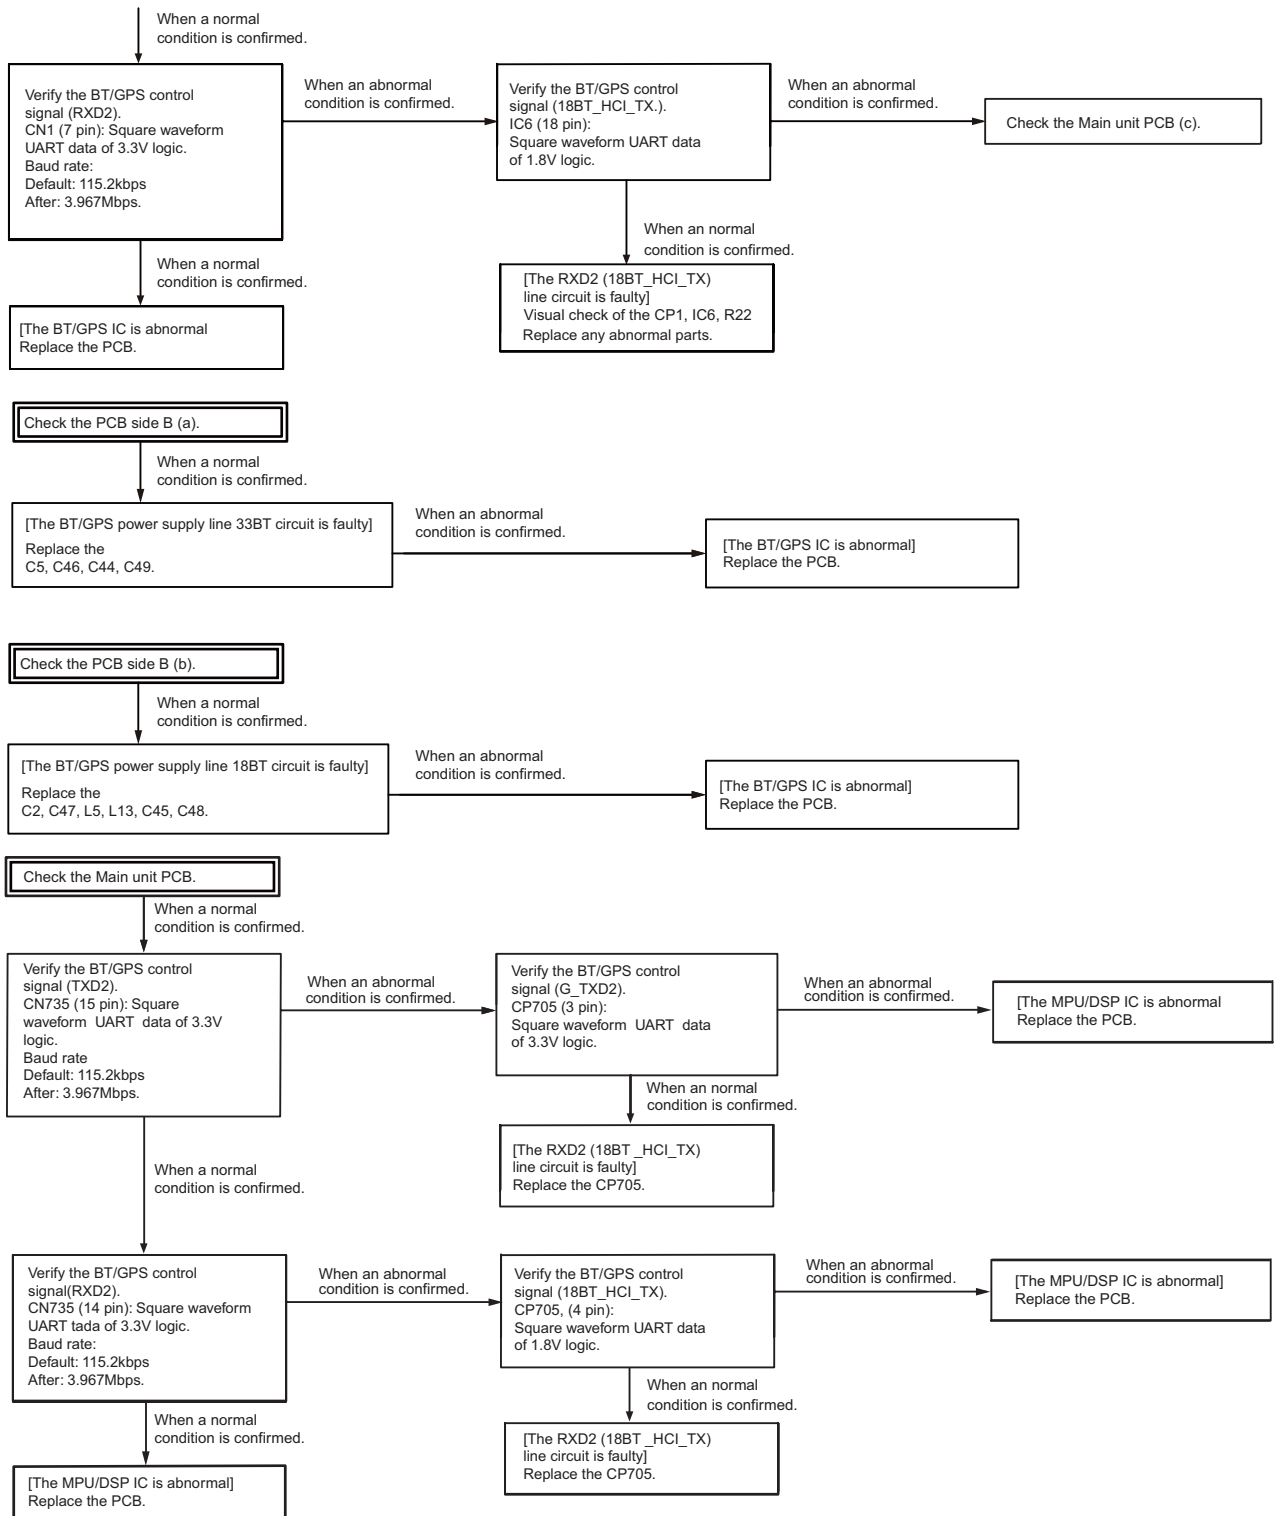 When a normal
condition is confirmed.
Verify the BT/GPS control
signal (RXD2).
CN1 (7 pin): Square waveform
UART data of 3.3V logic.
Baud rate:
Default: 115.2kbps
After: 3.967Mbps.
When an abnormal
condition is confirmed.
Verify the BT/GPS control
signal (18BT_HCI_TX.).
IC6 (18 pin):
Square waveform UART data
of 1.8V logic.
When an abnormal
condition is confirmed.
Check the Main unit PCB (c).
When a normal
condition is confirmed.
[The BT/GPS IC is abnormal
Replace the PCB.
When an normal
condition is confirmed.
[The RXD2 (18BT_HCI_TX)
line circuit is faulty]
Visual check of the CP1, IC6, R22
Replace any abnormal parts.
Check the PCB side B (a).
When a normal
condition is confirmed.
[The BT/GPS power supply line 33BT circuit is faulty]
Replace the
C5, C46, C44, C49.
When an abnormal
condition is confirmed.
[The BT/GPS IC is abnormal]
Replace the PCB.
Check the PCB side B (b).
When a normal
condition is confirmed.
[The BT/GPS power supply line 18BT circuit is faulty]
Replace the
C2, C47, L5, L13, C45, C48.
When an abnormal
condition is confirmed.
[The BT/GPS IC is abnormal]
Replace the PCB.
Check the Main unit PCB.
When a normal
condition is confirmed.
Verify the BT/GPS control
signal (TXD2).
CN735 (15 pin): Square
waveform UART data of 3.3V
logic.
Baud rate
Default: 115.2kbps
After: 3.967Mbps.
When an abnormal
condition is confirmed.
Verify the BT/GPS control
signal (G_TXD2).
CP705 (3 pin):
Square waveform UART data
of 3.3V logic.
When an abnormal
condition is confirmed.
[The MPU/DSP IC is abnormal
Replace the PCB.
When an normal
condition is confirmed.
[The RXD2 (18BT _HCI_TX)
line circuit is faulty]
Replace the CP705.
When a normal
condition is confirmed.
Verify the BT/GPS control
signal(RXD2).
CN735 (14 pin): Square waveform
UART tada of 3.3V logic.
Baud rate:
Default: 115.2kbps
After: 3.967Mbps.
When an abnormal
condition is confirmed.
Verify the BT/GPS control
signal (18BT_HCI_TX).
CP705, (4 pin):
Square waveform UART data
of 1.8V logic.
When an abnormal
condition is confirmed.
[The MPU/DSP IC is abnormal]
Replace the PCB.
When an normal
condition is confirmed.
[The RXD2 (18BT _HCI_TX)
line circuit is faulty]
Replace the CP705.
When a normal
condition is confirmed.
[The MPU/DSP IC is abnormal]
Replace the PCB.